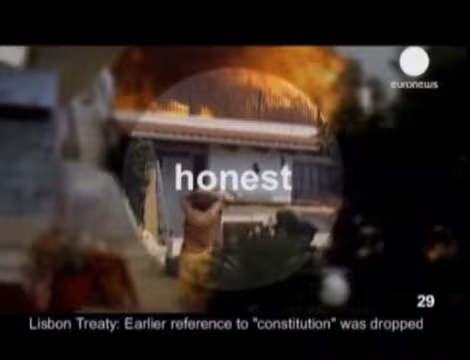 euronews
honest
29
Lisbon Treaty: Earlier reference to "constitution" was dropped